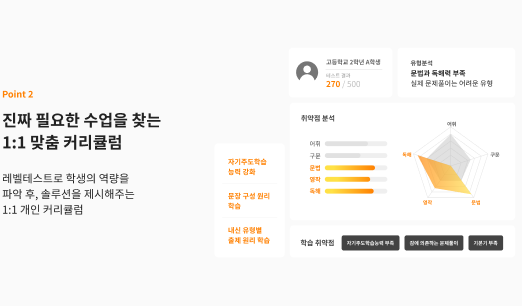 Point 2
진짜 필요한 수업을 찾는
1:1 맞춤 커리큘럼
레벨테스트로 학생의 역량을
파악 후, 솔루션을 제시해주는
1:1 개인 커리큘럼
자기주도학습
능력 강화
문장 구성 원리
학습
내신 유형별
출제 원리 학습
고등학교 2학년 A학생
테스트 결과
270 / 500
유형분석
문법과 독해력 부족
실제 문제풀이는 어려운 유형
취약점 분석
어휘
구문
문법
영작
독해
어휘
구문
문법
영작
독해
학습 취약점
자기주도학습능력 부족
감에 의존하는 문제풀이
기본기 부족